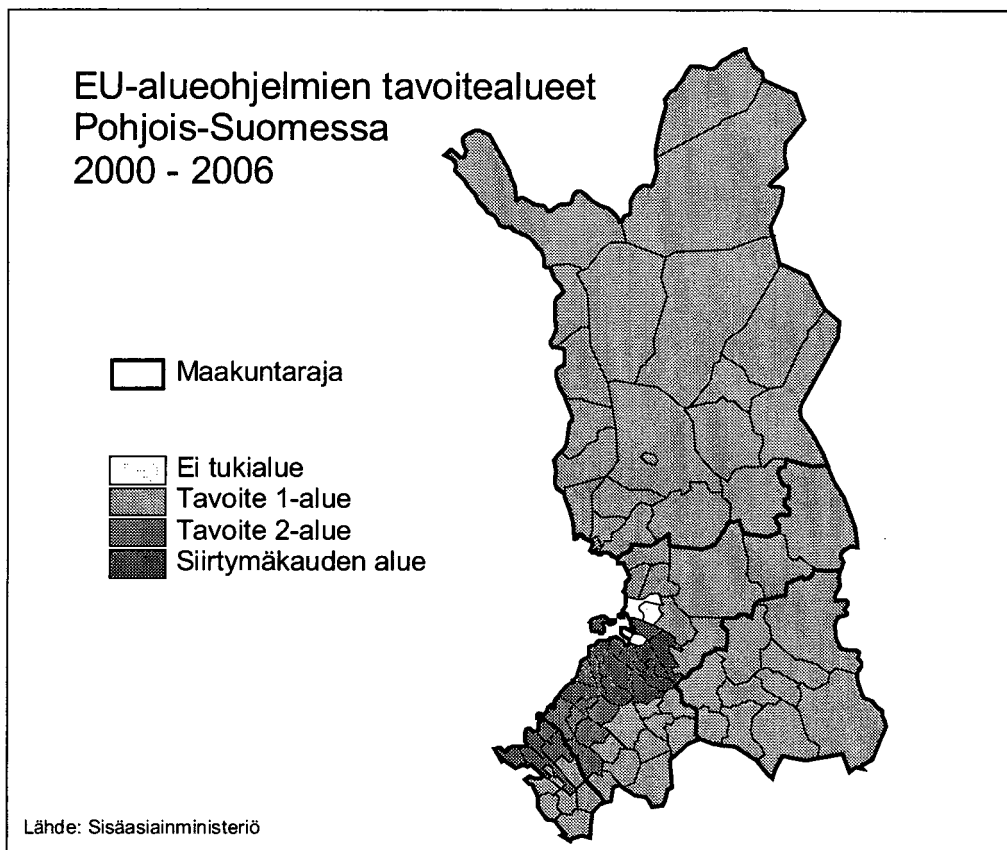 EU-alueohjelmien tavoitealueet
Pohjois-Suomessa
2000 - 2006
Maakuntaraja
Ei tukialue
Tavoite 1-alue
Tavoite 2-alue
Siirtymäkauden alue
Lähde: Sisäasiainministeriö